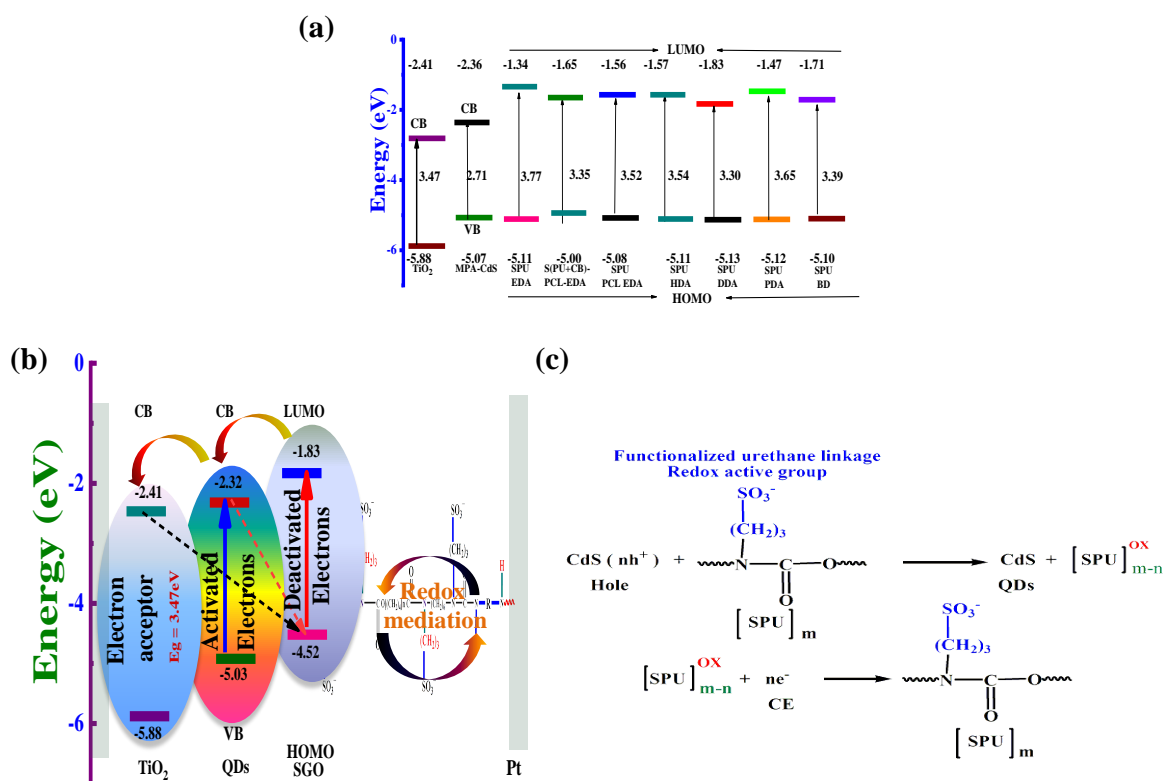 (a)
LUMO
0
-2
-4
-6
Energy (eV)
-2.41 -2.36 -1.34 -1.65 -1.56 -1.57 -1.83 -1.47 -1.71
CB CB
3.47 2.71 3.77 3.35 3.52 3.54 3.30 3.65 3.39
VB
-5.88 -5.07 -5.11 -5.00 -5.08 -5.11 -5.13 -5.12 -5.10
TiO2 MPA-CdS SPU S(PU+CB)- SPU SPU SPU SPU SPU
EDA PCL-EDA PCL EDA HDA DDA PDA BD
HOMO
(b)
0
-2
-4
-6
Energy (eV)
CB CB LUMO
-2.41 -2.32 -1.83
Electron
acceptor
Eg = 3.47eV
Activated
Electrons
Deactivated
Electrons
-5.88 -5.03 -4.52
VB
HOMO
TiO2 QDs SGO Pt
Redox
mediation
SO3-
SO3-
SO3-
H
(CH2)3
SO3
SO3-
(c)
Functionalized urethane linkage
Redox active group
SO3-
(CH2)3
CdS ( nh+ ) + N C O CdS + [SPU]OX m-n
Hole O QDs
[SPU]m
SO3-
(CH2)3
[SPU]OX m-n + ne- N C O
CE O
[SPU]m